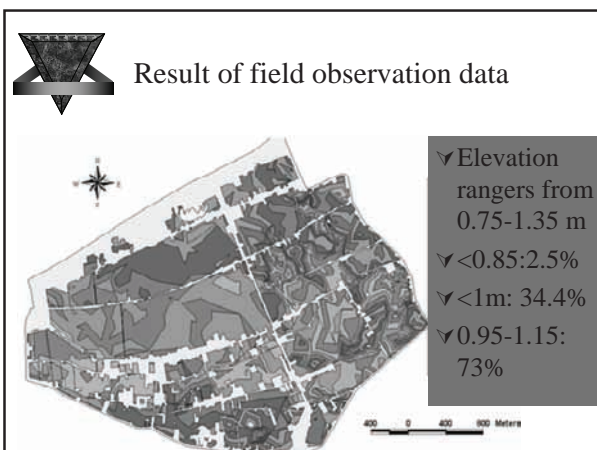 Result of field observation data
Elevation
rangers from
0.75-1.35 m
<0.85:2.5%
<1m: 34.4%
0.95-1.15:
73%
W
E
400 0 400 800 Meters